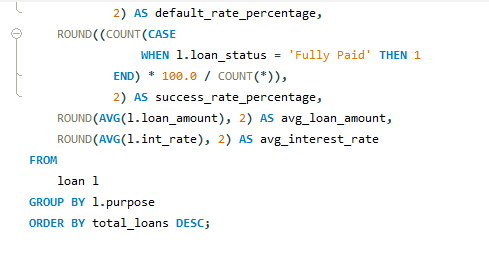 2) AS default_rate_percentage,
ROUND((COUNT(CASE
WHEN l.loan_status = 'Fully Paid' THEN 1
END) * 100.0 / COUNT(*)),
2) AS success_rate_percentage,
ROUND(AVG(l.loan_amount), 2) AS avg_loan_amount,
ROUND(AVG(l.int_rate), 2) AS avg_interest_rate
FROM
loan l
GROUP BY l.purpose
ORDER BY total_loans DESC;